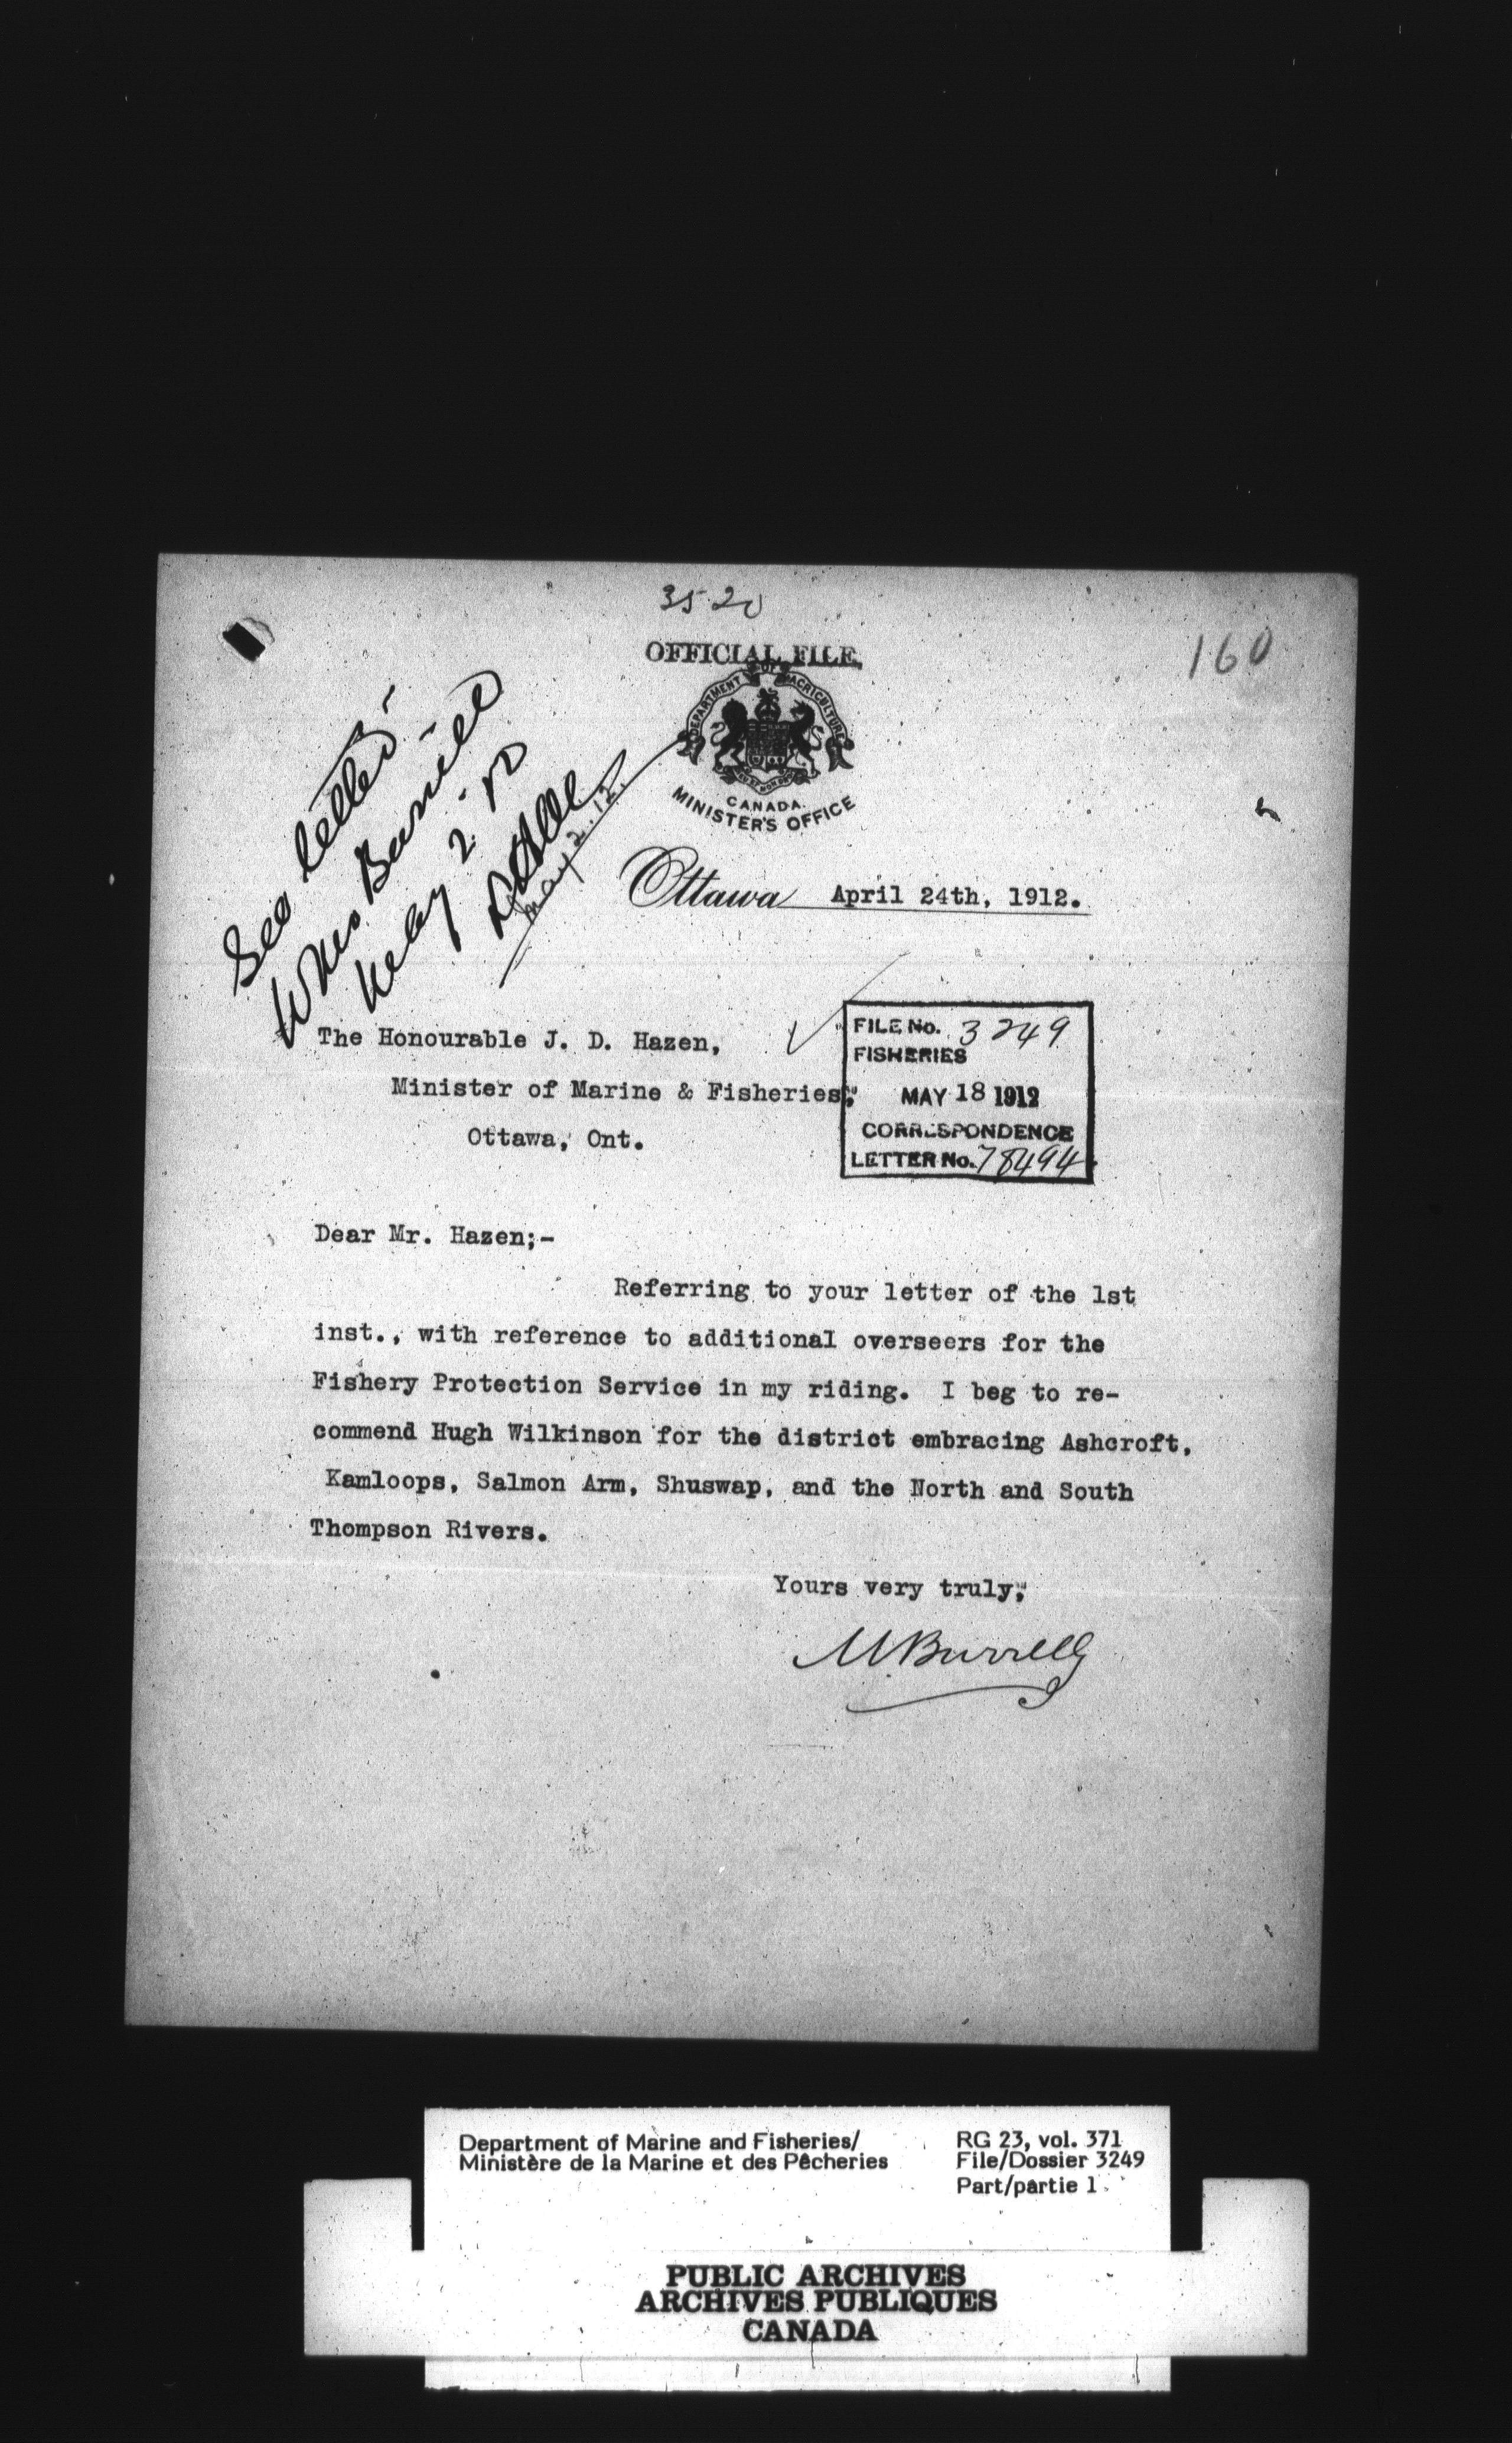 3520
OFFICIAL FILE
160
DEPARTMENT OF AGRICULTURE
CANADA.
MINISTER'S OFFICE
See letter
Burrell
May 2
May 2. 12.
Ottawa April 24th, 1912.
FILE No. 3249
FISHERIES
MAY 18 1912
CORRESPONDENCE
LETTER No. 78494
The Honourable J. D. Hazen,
Minister of Marine & Fisheries,
Ottawa, Ont.
Dear Mr. Hazen;-
Referring to your letter of the 1st
inst., with reference to additional overseers for the
Fishery Protection Service in my riding. I beg to re-
commend Hugh Wilkinson for the district embracing Ashcroft,
Kamloops, Salmon Arm, Shuswap, and the North and South
Thompson Rivers.
Yours very truly,
MBurrell
Department of Marine and Fisheries/
Ministère de la Marine et des Pêcheries
RG 23, vol. 371
File/Dossier 3249
Part/partie 1
PUBLIC ARCHIVES
ARCHIVES PUBLIQUES
CANADA